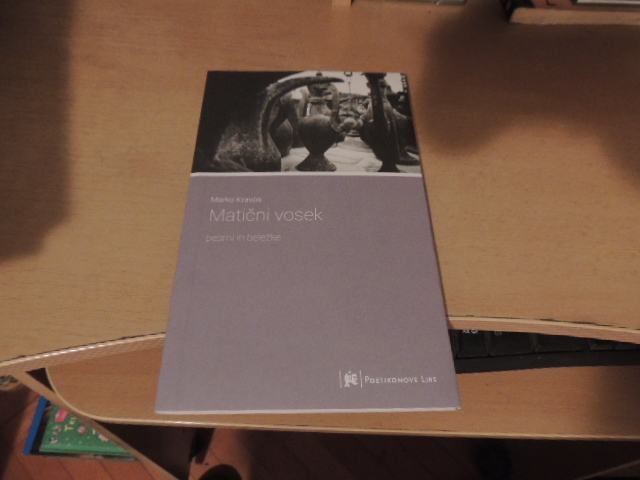 Marko Kravos
Matični vosek
pesmi in beležke
POETIKONOVE LIRE